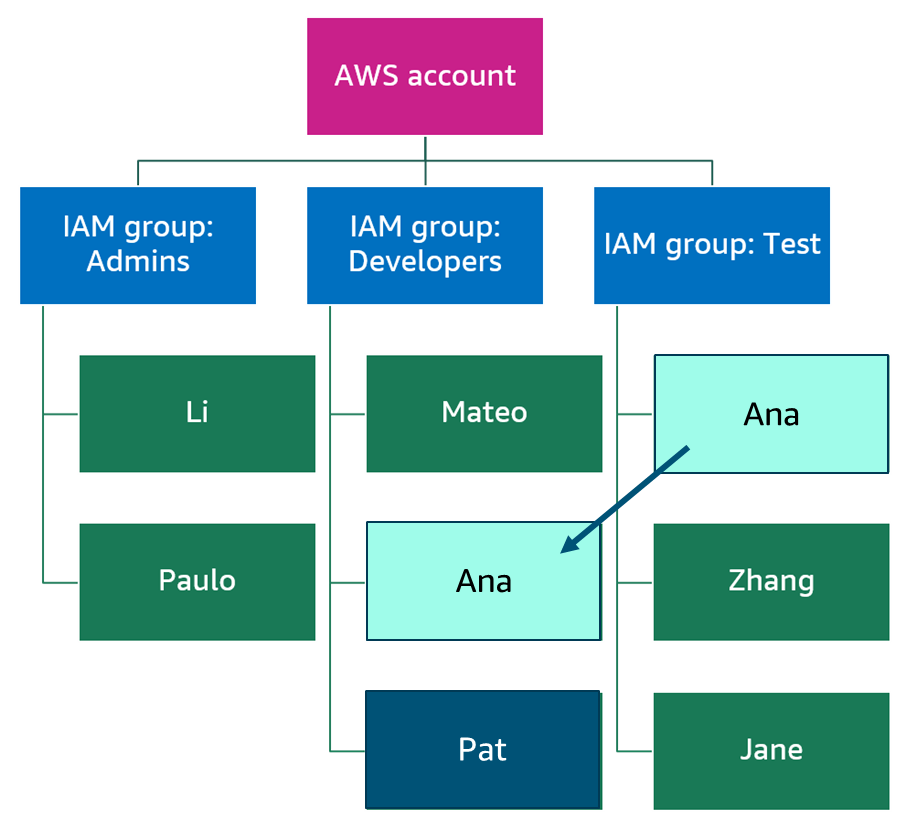 AWS account
IAM group:
Admins
IAM group:
Developers
IAM group: Test
Li
Mateo
Ana
Paulo
Ana
Zhang
Pat
Jane